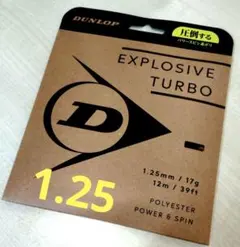 DUNLOP
圧倒する
EXPLOSIVE
TURBO
D
1.25mm / 17g
12m / 39ft
1.25
POLYESTER
POWER & SPIN